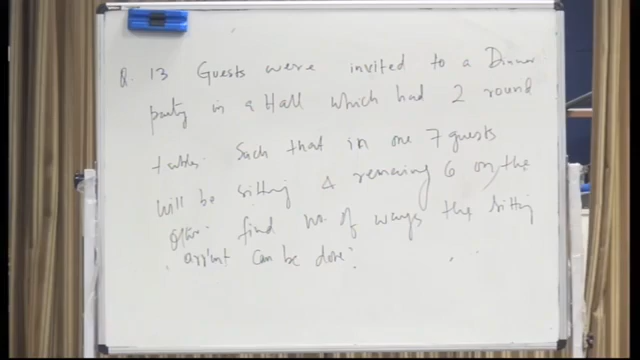 Q. 13 Guests were invited to a Dinner
party in a Hall which had 2 round
tables. Such that in one 7 guests
will be sitting & remaining 6 on the
other. find no. of ways the sitting
arr'mt can be done?